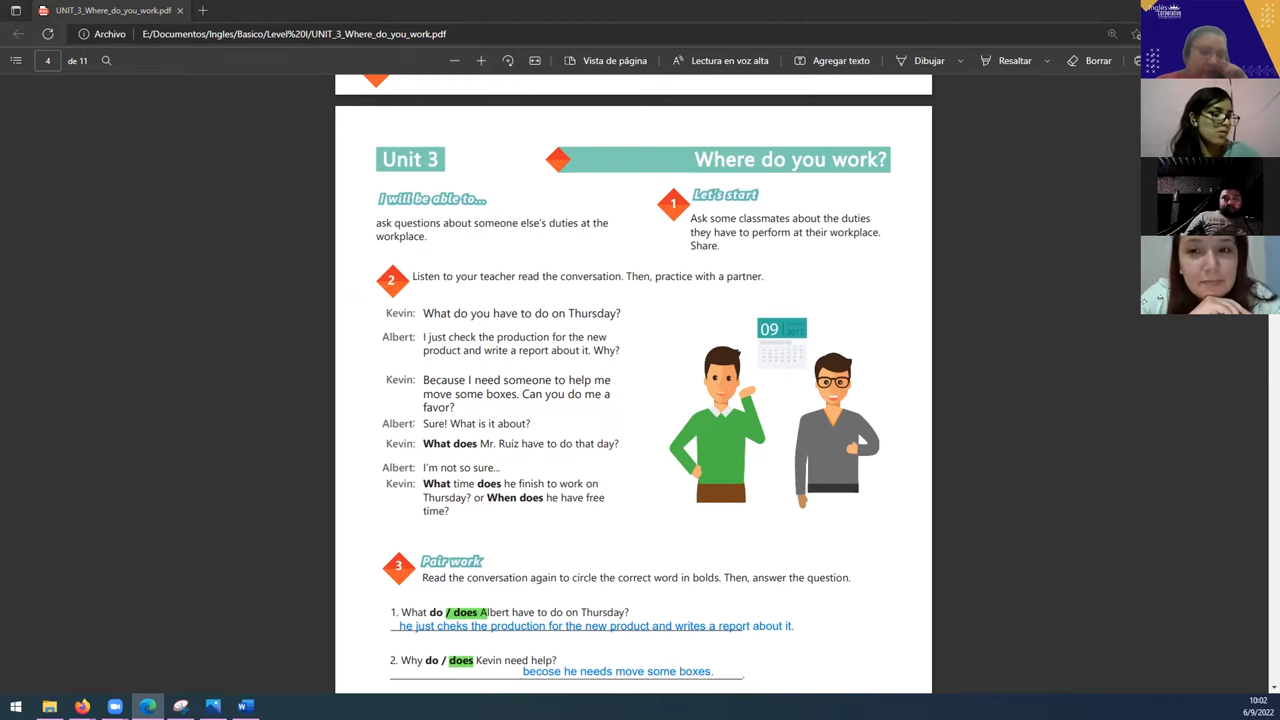 UNIT_3_Where_do_you_work.pdf
Archivo E:/Documentos/Ingles/Basico/Level%20I/UNIT_3_Where_do_you_work.pdf
4 de 11 Vista de página Lectura en voz alta Agregar texto Dibujar Resaltar Borrar
Inglés
corporativo
Unit 3
Where do you work?
I will be able to...
ask questions about someone else's duties at the
workplace.
1 Let's start
Ask some classmates about the duties
they have to perform at their workplace.
Share.
2 Listen to your teacher read the conversation. Then, practice with a partner.
Kevin: What do you have to do on Thursday?
Albert: I just check the production for the new
product and write a report about it. Why?
Kevin: Because I need someone to help me
move some boxes. Can you do me a
favor?
Albert: Sure! What is it about?
Kevin: What does Mr. Ruiz have to do that day?
Albert: I'm not so sure...
Kevin: What time does he finish to work on
Thursday? or When does he have free
time?
09 2017
3 Pair work
Read the conversation again to circle the correct word in bolds. Then, answer the question.
1. What do / does Albert have to do on Thursday?
he just cheks the production for the new product and writes a report about it.
2. Why do / does Kevin need help?
becose he needs move some boxes.
10:02
6/9/2022